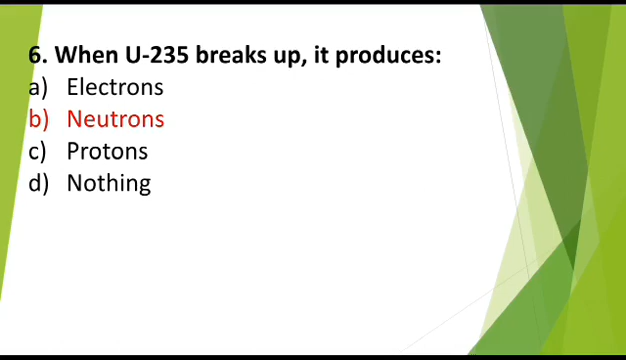 6. When U-235 breaks up, it produces:
a) Electrons
b) Neutrons
c) Protons
d) Nothing